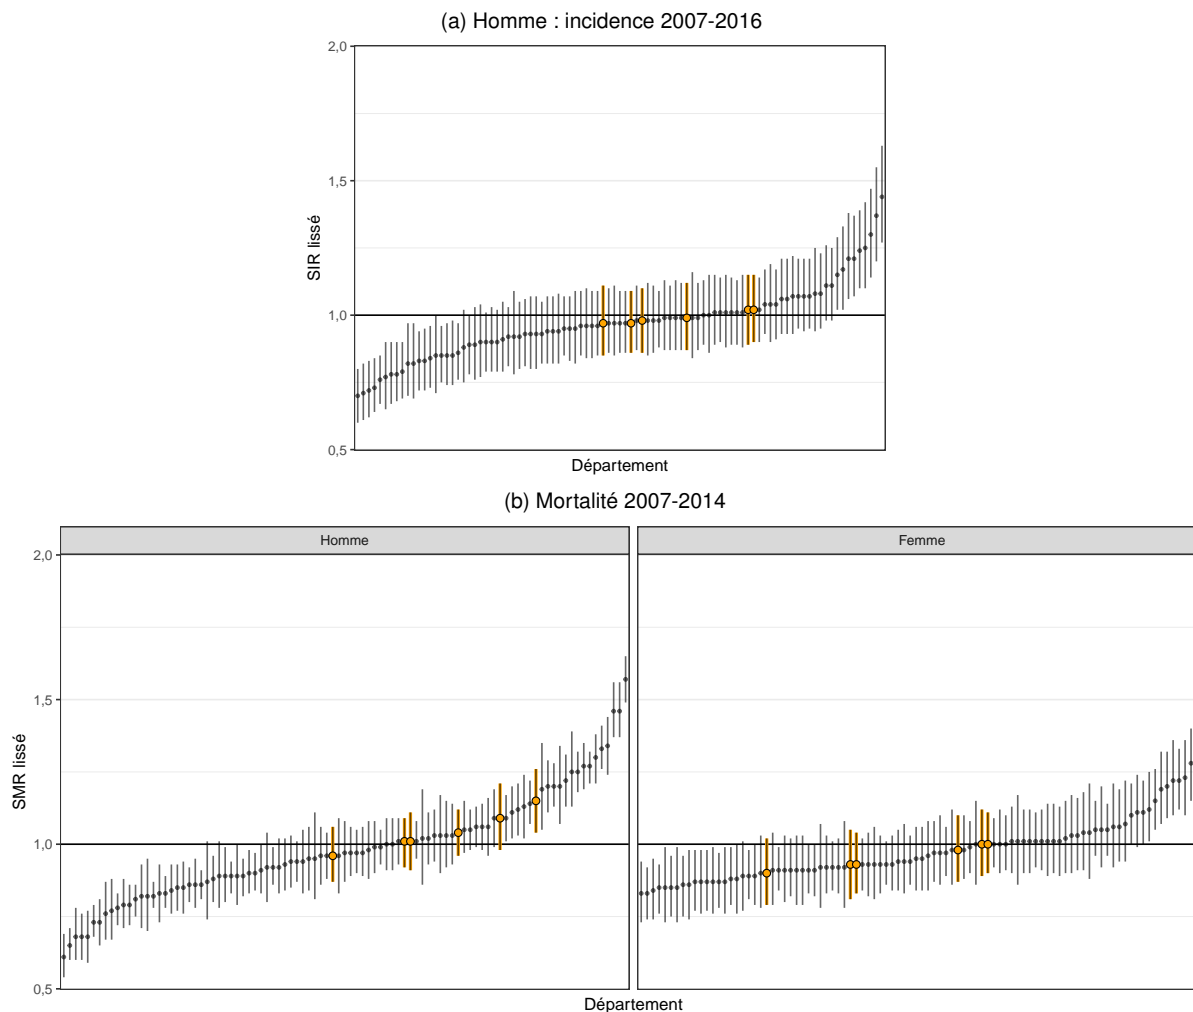 (a) Homme : incidence 2007-2016
2,0
1,5
1,0
0,5
SIR lissé
Département
(b) Mortalité 2007-2014
Homme
Femme
2,0
1,5
1,0
0,5
SMR lissé
Département